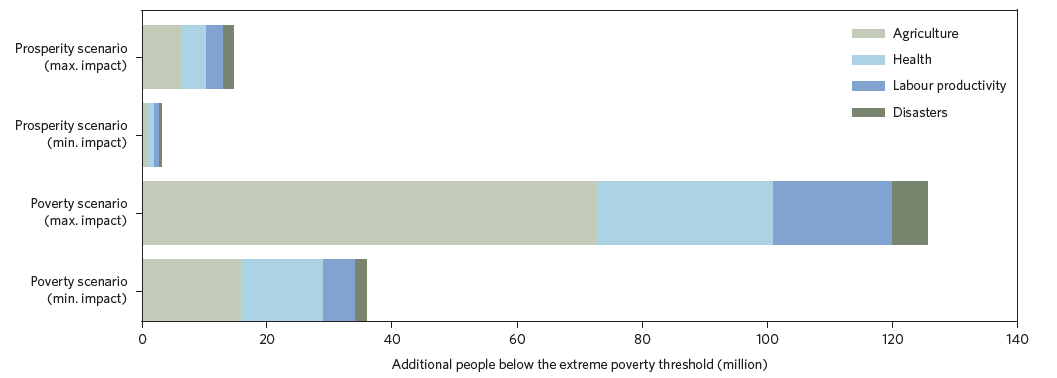 Prosperity scenario
(max. impact)
Prosperity scenario
(min. impact)
Poverty scenario
(max. impact)
Poverty scenario
(min. impact)
Agriculture
Health
Labour productivity
Disasters
0 20 40 60 80 100 120 140
Additional people below the extreme poverty threshold (million)